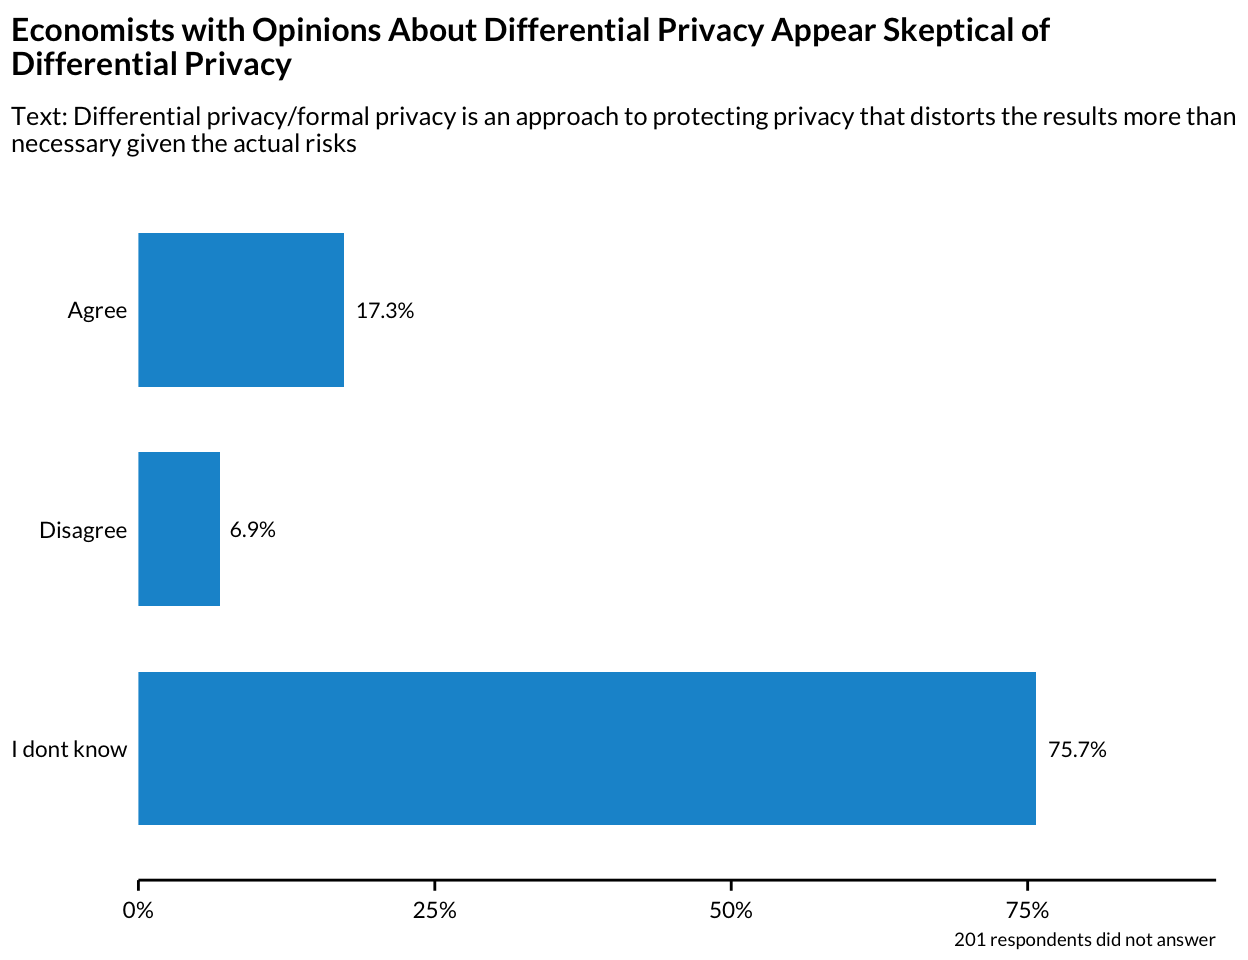 Economists with Opinions About Differential Privacy Appear Skeptical of
Differential Privacy
Text: Differential privacy/formal privacy is an approach to protecting privacy that distorts the results more than
necessary given the actual risks
Agree
17.3%
Disagree
6.9%
I dont know
75.7%
0%
25%
50%
75%
201 respondents did not answer